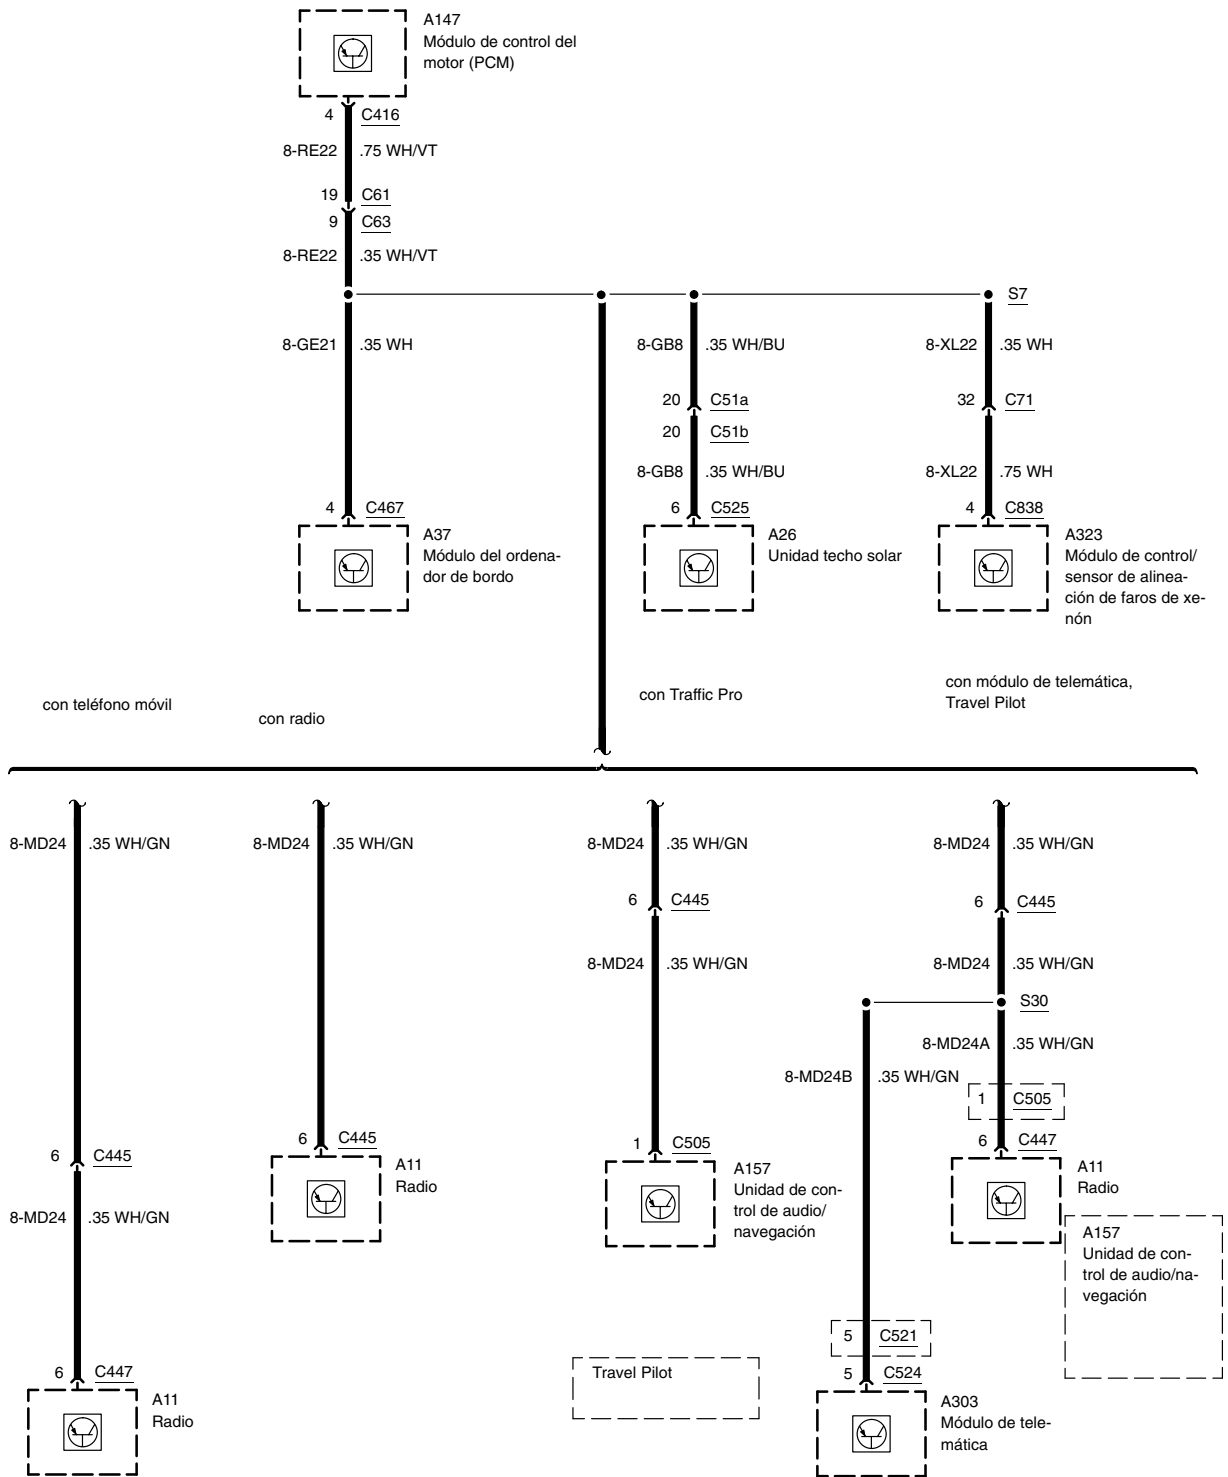 A147
Módulo de control del
motor (PCM)
4 C416
8-RE22 .75 WH/VT
19 C61
9 C63
8-RE22 .35 WH/VT
S7
8-GE21 .35 WH
8-GB8 .35 WH/BU
8-XL22 .35 WH
20 C51a
32 C71
20 C51b
8-GB8 .35 WH/BU
8-XL22 .75 WH
4 C467
6 C525
4 C838
A37
Módulo del ordena-
dor de bordo
A26
Unidad techo solar
A323
Módulo de control/
sensor de alinea-
ción de faros de xe-
nón
con teléfono móvil
con radio
con Traffic Pro
con módulo de telemática,
Travel Pilot
8-MD24 .35 WH/GN
8-MD24 .35 WH/GN
8-MD24 .35 WH/GN
8-MD24 .35 WH/GN
6 C445
6 C445
8-MD24 .35 WH/GN
8-MD24 .35 WH/GN
S30
8-MD24A .35 WH/GN
8-MD24B .35 WH/GN
1 C505
6 C445
6 C445
1 C505
6 C447
A11
Radio
A157
Unidad de con-
trol de audio/
navegación
A11
Radio
8-MD24 .35 WH/GN
A157
Unidad de con-
trol de audio/na-
vegación
5 C521
6 C447
Travel Pilot
5 C524
A11
Radio
A303
Módulo de tele-
mática